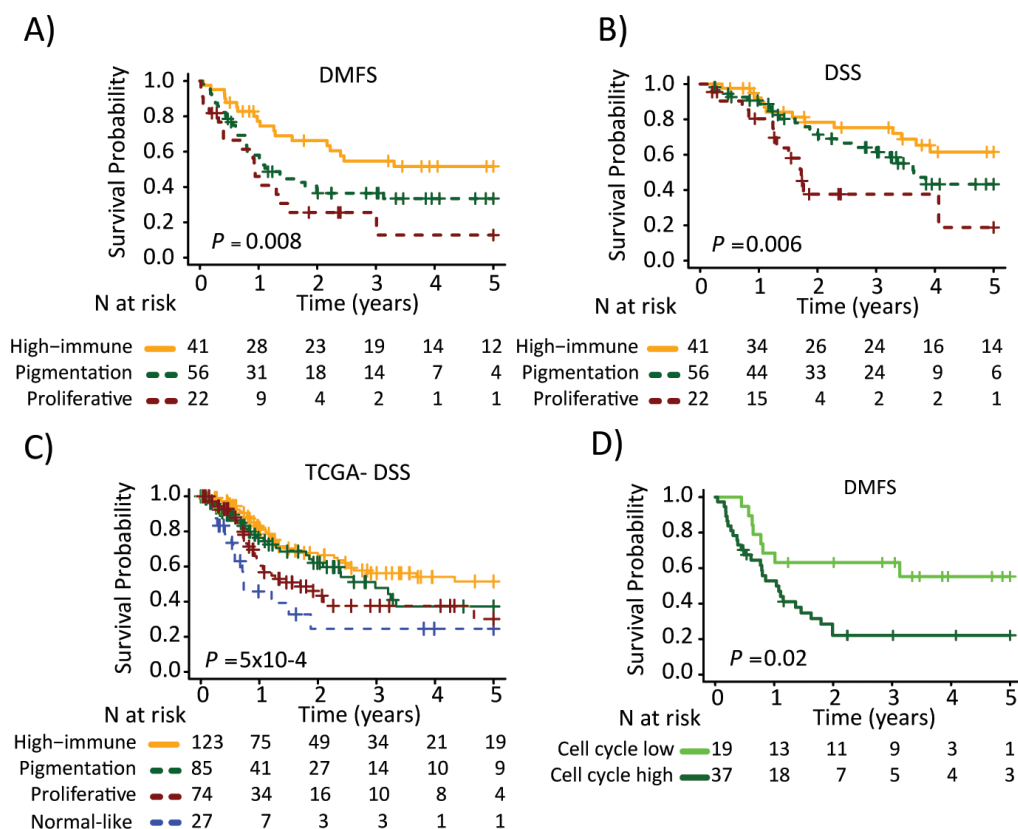 A)
DMFS
Survival Probability
1.0
0.8
0.6
0.4
0.2
0.0
P = 0.008
0 1 2 3 4 5
N at risk
Time (years)
High-immune 41 28 23 19 14 12
Pigmentation 56 31 18 14 7 4
Proliferative 22 9 4 2 1 1
B)
DSS
Survival Probability
1.0
0.8
0.6
0.4
0.2
0.0
P =0.006
0 1 2 3 4 5
N at risk
Time (years)
High-immune 41 34 26 24 16 14
Pigmentation 56 44 33 24 9 6
Proliferative 22 15 4 2 2 1
C)
TCGA- DSS
Survival Probability
1.0
0.8
0.6
0.4
0.2
0.0
P =5x10-4
0 1 2 3 4 5
N at risk
Time (years)
High-immune 123 75 49 34 21 19
Pigmentation 85 41 27 14 10 9
Proliferative 74 34 16 10 8 4
Normal-like 27 7 3 3 1 1
D)
DMFS
Survival Probability
1.0
0.8
0.6
0.4
0.2
0.0
P =0.02
0 1 2 3 4 5
N at risk
Time (years)
Cell cycle low 19 13 11 9 3 1
Cell cycle high 37 18 7 5 4 3